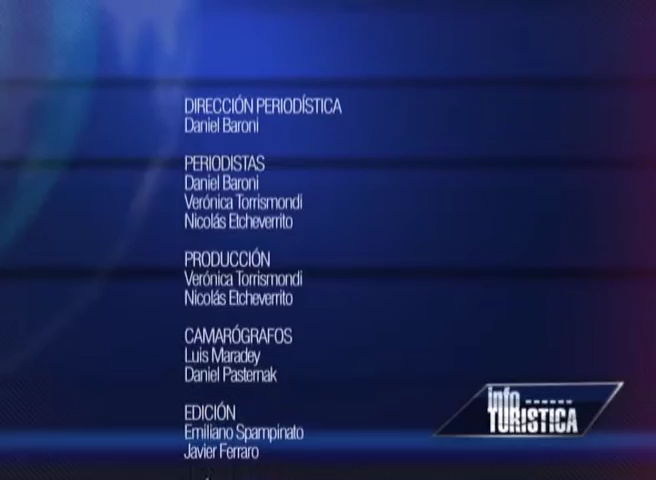 DIRECCIÓN PERIODÍSTICA
Daniel Baroni
PERIODISTAS
Daniel Baroni
Verónica Torrismondi
Nicolás Etcheverrito
PRODUCCIÓN
Verónica Torrismondi
Nicolás Etcheverrito
CAMARÓGRAFOS
Luis Maradey
Daniel Pasternak
EDICIÓN
Emiliano Spampinato
Javier Ferraro
info
TURISTICA